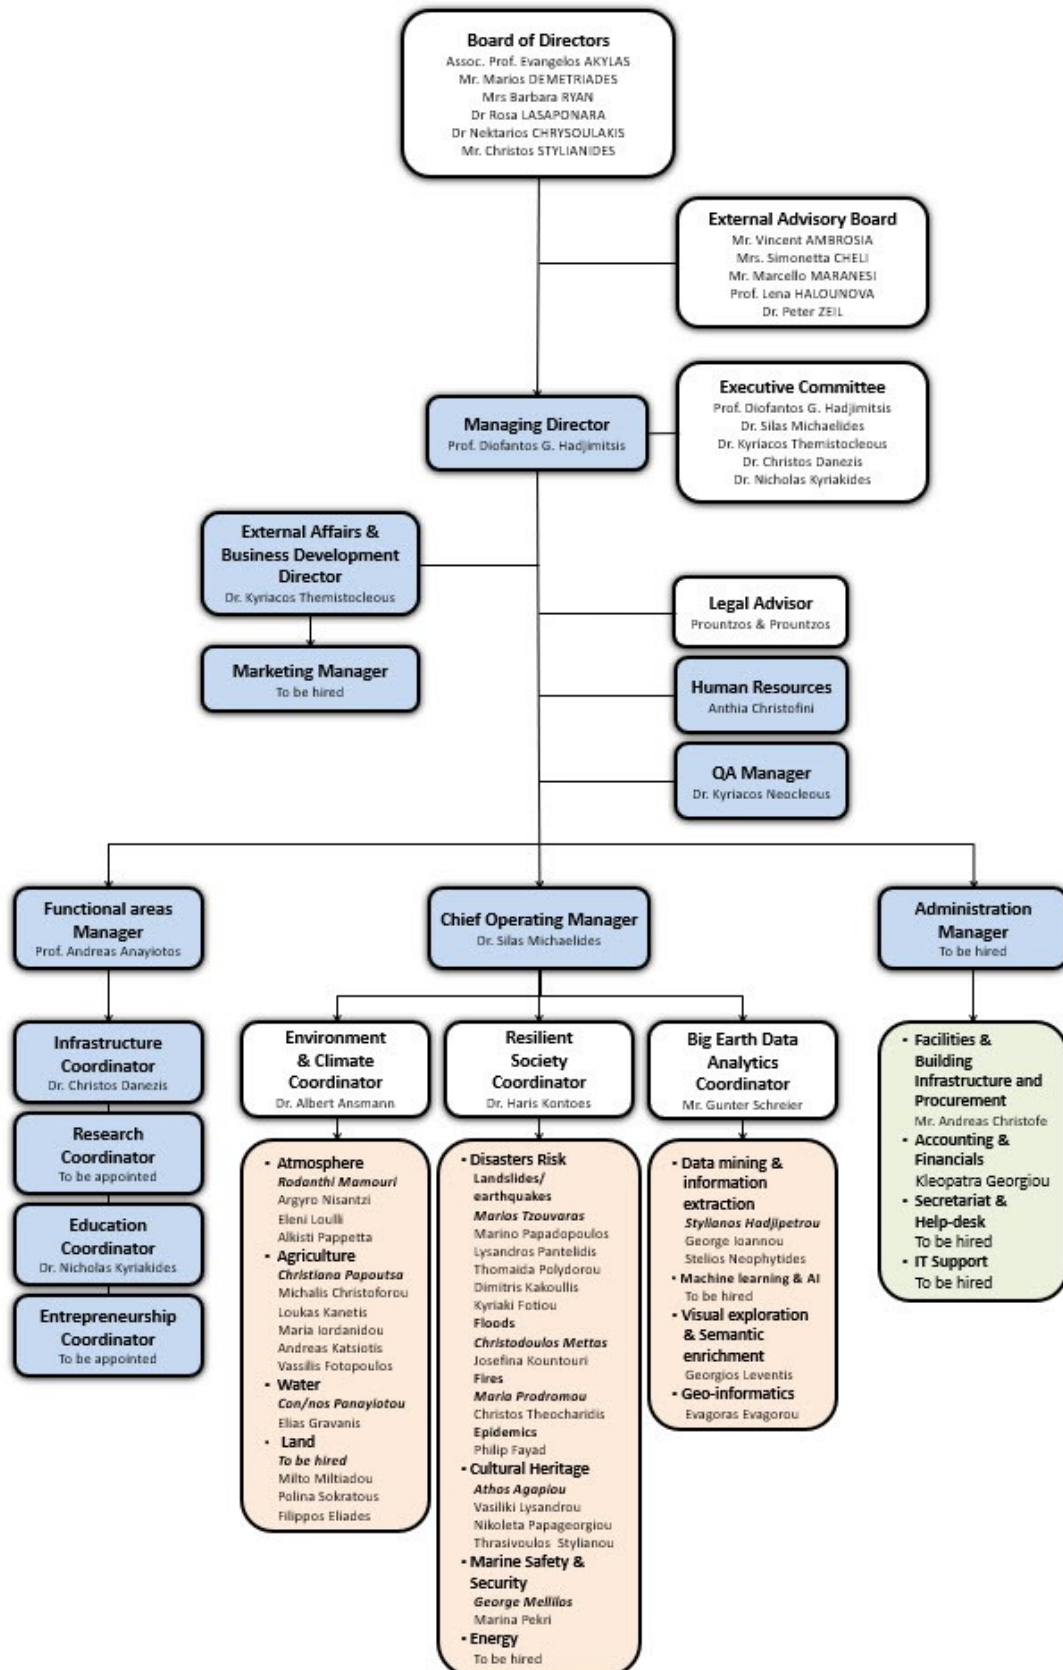 Board of Directors
Assoc. Prof. Evangelos AKYLAS
Mr. Marios DEMETRIADES
Mrs Barbara RYAN
Dr Rosa LASAPONARA
Dr Nektarios CHRYSOULAKIS
Mr. Christos STYLIANIDES
External Advisory Board
Mr. Vincent AMBROSIA
Mrs. Simonetta CHELI
Mr. Marcello MARANESI
Prof. Lena HALOUNOVA
Dr. Peter ZEIL
Executive Committee
Prof. Diofantos G. Hadjimitsis
Dr. Silas Michaelides
Dr. Kyriacos Themistocleous
Dr. Christos Danezis
Dr. Nicholas Kyriakides
Managing Director
Prof. Diofantos G. Hadjimitsis
External Affairs &
Business Development
Director
Dr. Kyriacos Themistocleous
Marketing Manager
To be hired
Legal Advisor
Prountzos & Prountzos
Human Resources
Anthia Christofini
QA Manager
Dr. Kyriacos Neocleous
Functional areas
Manager
Prof. Andreas Anayiotos
Chief Operating Manager
Dr. Silas Michaelides
Administration
Manager
To be hired
Infrastructure
Coordinator
Dr. Christos Danezis
Research
Coordinator
To be appointed
Education
Coordinator
Dr. Nicholas Kyriakides
Entrepreneurship
Coordinator
To be appointed
Environment
& Climate
Coordinator
Dr. Albert Ansmann
▪ Atmosphere
Rodanthi Mamouri
Argyro Nisantzi
Eleni Loulli
Alkisti Pappetta
▪ Agriculture
Christiana Papoutsa
Michalis Christoforou
Loukas Kanetis
Maria Iordanidou
Andreas Katsiotis
Vassilis Fotopoulos
▪ Water
Con/nos Panayiotou
Elias Gravanis
▪ Land
To be hired
Milto Miltiadou
Polina Sokratous
Filippos Eliades
Resilient
Society
Coordinator
Dr. Haris Kontoes
▪ Disasters Risk
Landslides/
earthquakes
Marios Tzouvaras
Marino Papadopoulos
Lysandros Pantelidis
Thomaida Polydorou
Dimitris Kakoullis
Kyriaki Fotiou
Floods
Christodoulos Mettas
Josefina Kountouri
Fires
Maria Prodromou
Christos Theocharidis
Epidemics
Philip Fayad
▪ Cultural Heritage
Athos Agapiou
Vasiliki Lysandrou
Nikoleta Papageorgiou
Thrasivoulos Stylianou
▪ Marine Safety &
Security
George Melillos
Marina Pekri
▪ Energy
To be hired
Big Earth Data
Analytics
Coordinator
Mr. Gunter Schreier
▪ Data mining &
information
extraction
Stylianos Hadjipetrou
George Ioannou
Stelios Neophytides
▪ Machine learning & AI
To be hired
▪ Visual exploration
& Semantic
enrichment
Georgios Leventis
▪ Geo-informatics
Evagoras Evagorou
▪ Facilities &
Building
Infrastructure and
Procurement
Mr. Andreas Christofe
▪ Accounting &
Financials
Kleopatra Georgiou
▪ Secretariat &
Help-desk
To be hired
▪ IT Support
To be hired